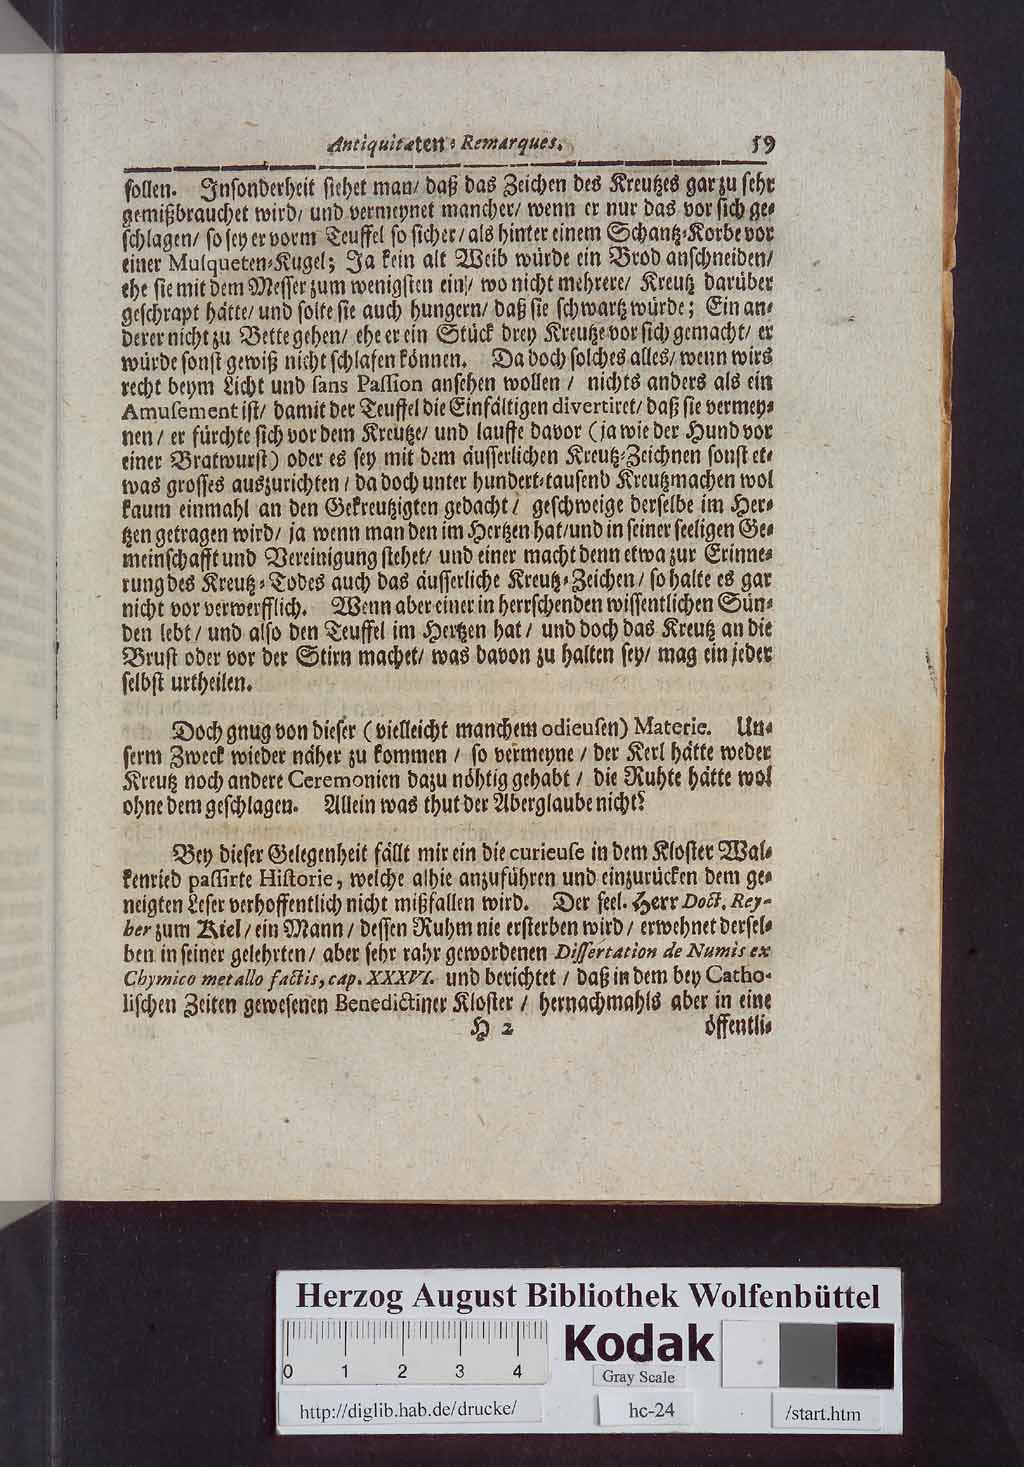 Antiquitæten-Remarques. 59
sollen. Insonderheit siehet man/ daß das Zeichen des Kreutzes gar zu sehr
gemißbrauchet wird/ und vermeynet mancher/ wenn er nur das vor sich ge-
schlagen/ so sey er vorm Teuffel so sicher/ als hinter einem Schantz-Korbe vor
einer Musqueten-Kugel; Ja kein alt Weib würde ein Brod anschneiden/
ehe sie mit dem Messer zum wenigsten ein/ wo nicht mehrere/ Kreutz darüber
geschrapt hätte/ und solte sie auch hungern/ daß sie schwartz würde; Ein an-
derer nicht zu Bette gehen/ ehe er ein Stück drey Kreutze vor sich gemacht/ er
würde sonst gewiß nicht schlafen können. Da doch solches alles/ wenn wirs
recht beym Licht und sans Passion ansehen wollen/ nichts anders als ein
Amusement ist/ damit der Teuffel die Einfältigen divertiret/ daß sie vermey-
nen/ er fürchte sich vor dem Kreutze/ und lauffe davor (ja wie der Hund vor
einer Bratwurst) oder es sey mit dem äusserlichen Kreutz-Zeichnen sonst et-
was grosses auszurichten/ da doch unter hundert-tausend Kreutzmachen wol
kaum einmahl an den Gekreutzigten gedacht/ geschweige derselbe im Her-
tzen getragen wird/ ja wenn man den im Hertzen hat/ und in seiner seeligen Ge-
meinschafft und Vereinigung stehet/ und einer macht denn etwa zur Erinne-
rung des Kreutz-Todes auch das äusserliche Kreutz-Zeichen/ so halte es gar
nicht vor verwerfflich. Wenn aber einer in herrschenden wissentlichen Sün-
den lebt/ und also den Teuffel im Hertzen hat/ und doch das Kreutz an die
Brust oder vor der Stirn machet/ was davon zu halten sey/ mag ein jeder
selbst urtheilen.
Doch gnug von dieser (vielleicht manchem odieusen) Materie. Un-
serm Zweck wieder näher zu kommen/ so vermeyne/ der Kerl hätte weder
Kreutz noch andere Ceremonien dazu nöhtig gehabt/ die Ruhte hätte wol
ohne dem geschlagen. Allein was thut der Aberglaube nicht?
Bey dieser Gelegenheit fällt mir ein die curieuse in dem Kloster Wal-
kenried passirte Historie, welche alhie anzuführen und einzurücken dem ge-
neigten Leser verhoffentlich nicht mißfallen wird. Der seel. Herr Doct. Rey-
her zum Kiel/ ein Mann/ dessen Ruhm nie ersterben wird/ erwehnet dersel-
ben in seiner gelehrten/ aber sehr rahr gewordenen Dissertation de Numis ex
Chymico metallo factis, cap. XXXVI. und berichtet/ daß in dem bey Catho-
lischen Zeiten gewesenen Benedictiner Kloster/ hernachmahls aber in eine
H 2 öffentli-
Herzog August Bibliothek Wolfenbüttel
0 1 2 3 4
Kodak
Gray Scale
http://diglib.hab.de/drucke/ hc-24 /start.htm